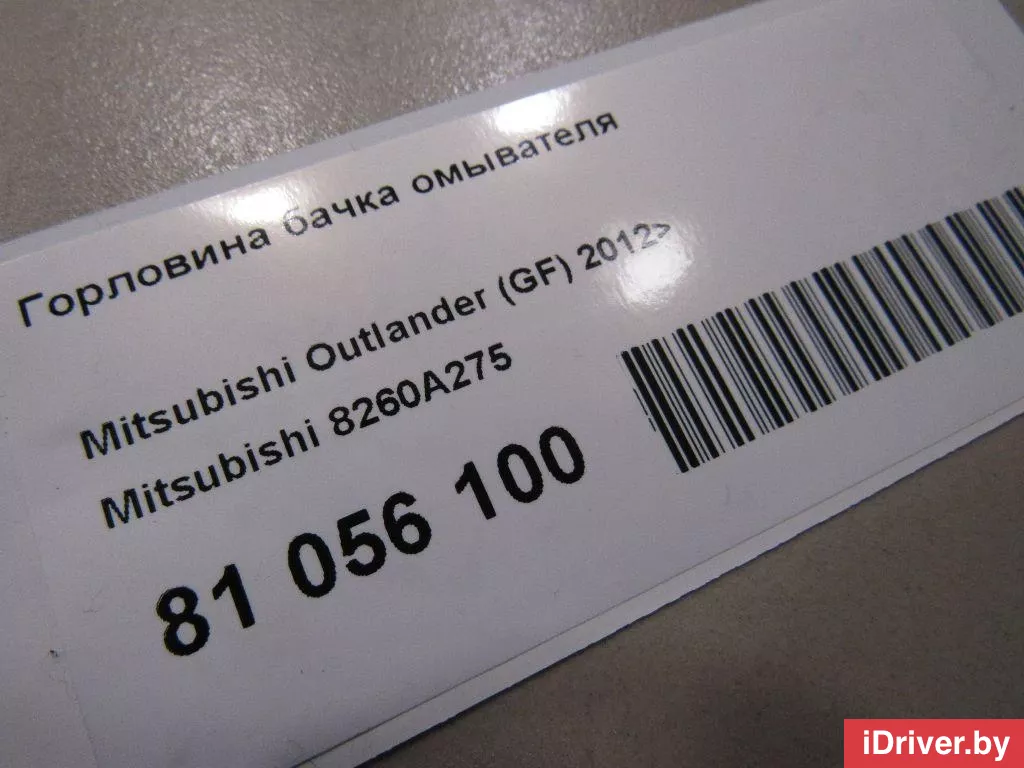 Горловина бачка омывателя
Mitsubishi Outlander (GF) 2012>
Mitsubishi 8260A275
81 056 100
iDriver.by